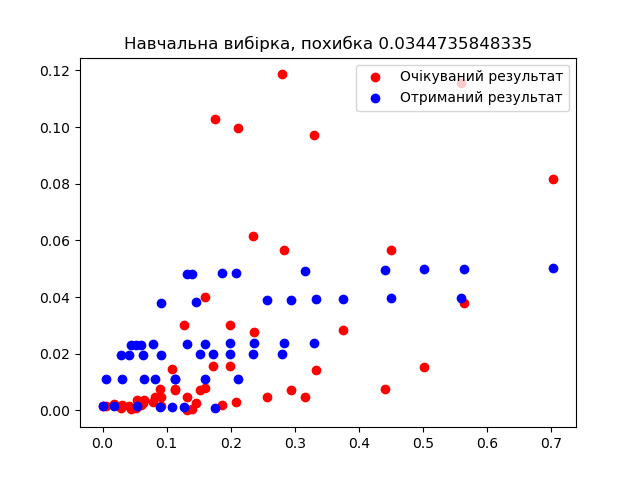 Навчальна вибірка, похибка 0.0344735848335
Очікуваний результат
Отриманий результат
0.12
0.10
0.08
0.06
0.04
0.02
0.00
0.0 0.1 0.2 0.3 0.4 0.5 0.6 0.7